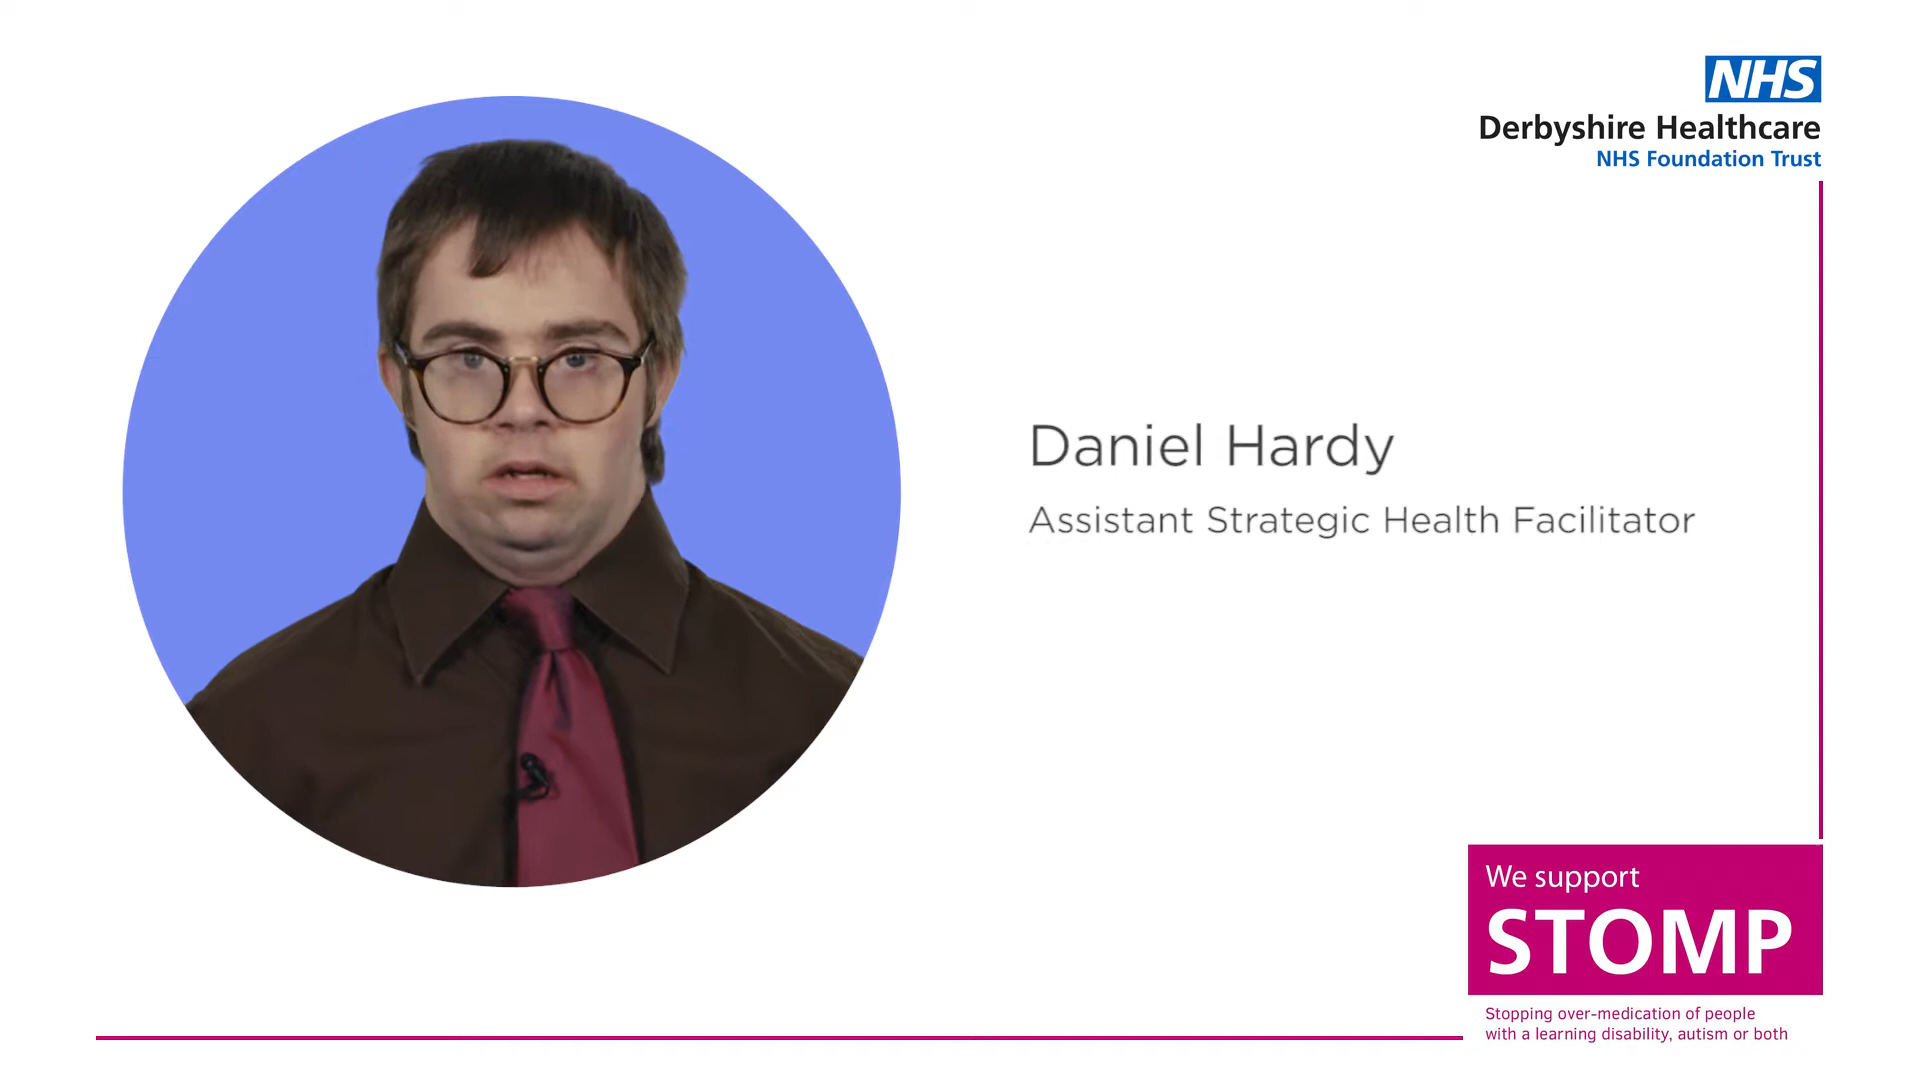 NHS
Derbyshire Healthcare
NHS Foundation Trust
Daniel Hardy
Assistant Strategic Health Facilitator
We support
STOMP
Stopping over-medication of people
with a learning disability, autism or both